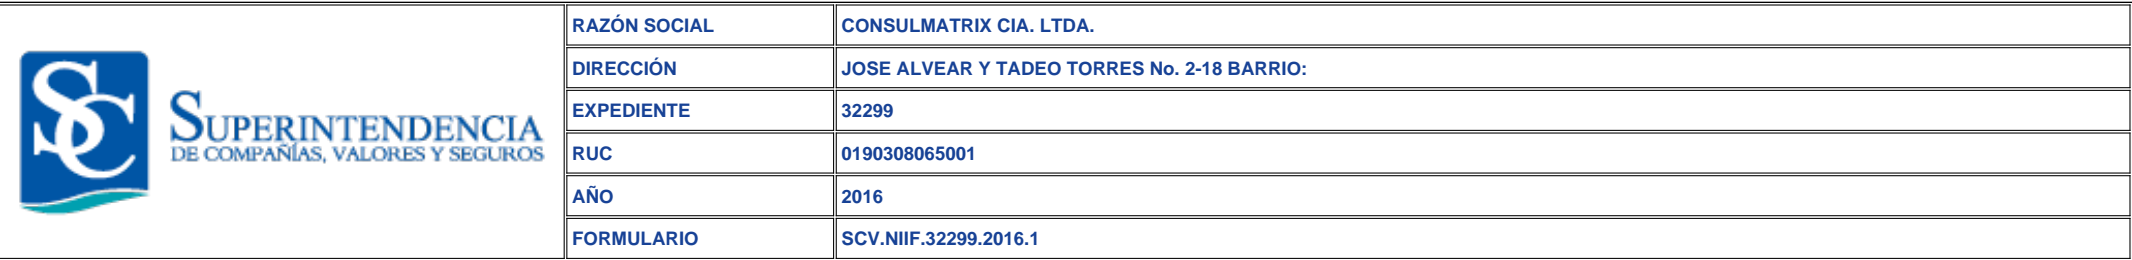 SC
SUPERINTENDENCIA
DE COMPAÑÍAS, VALORES Y SEGUROS
RAZÓN SOCIAL CONSULMATRIX CIA. LTDA.
DIRECCIÓN JOSE ALVEAR Y TADEO TORRES No. 2-18 BARRIO:
EXPEDIENTE 32299
RUC 0190308065001
AÑO 2016
FORMULARIO SCV.NIIF.32299.2016.1